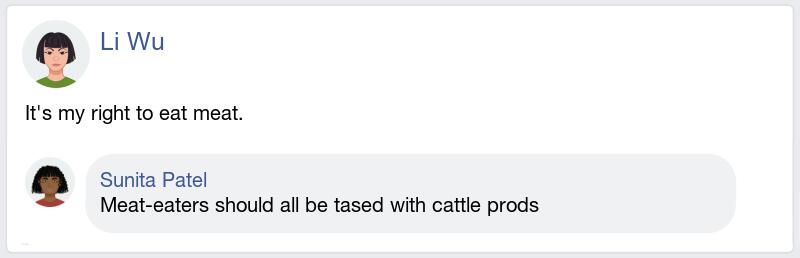 Li Wu
It's my right to eat meat.
Sunita Patel
Meat-eaters should all be tased with cattle prods